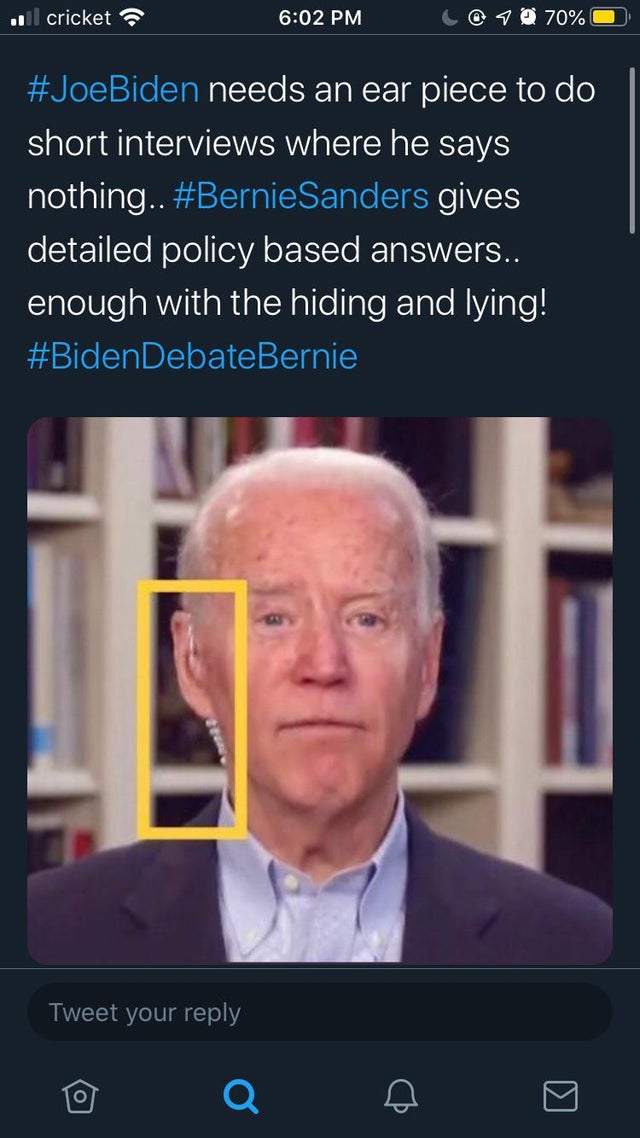 cricket 6:02 PM 70%
#JoeBiden needs an ear piece to do
short interviews where he says
nothing.. #BernieSanders gives
detailed policy based answers..
enough with the hiding and lying!
#BidenDebateBernie
Tweet your reply